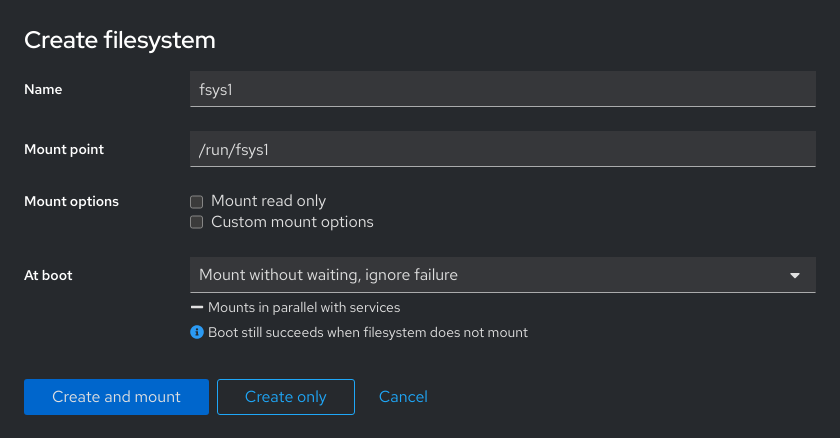 Create filesystem
Name
fsys1
Mount point
/run/fsys1
Mount options
Mount read only
Custom mount options
At boot
Mount without waiting, ignore failure
Mounts in parallel with services
Boot still succeeds when filesystem does not mount
Create and mount
Create only
Cancel